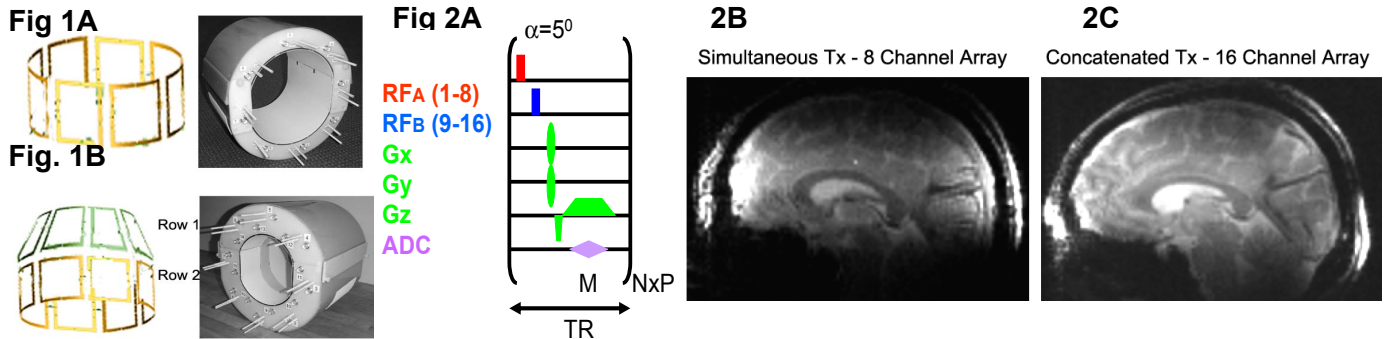 Fig 1A
Fig. 1B
Row 1
Row 2
Fig 2A
α=5⁰
RFA (1-8)
RFB (9-16)
Gx
Gy
Gz
ADC
M
NxP
TR
2B
Simultaneous Tx - 8 Channel Array
2C
Concatenated Tx - 16 Channel Array